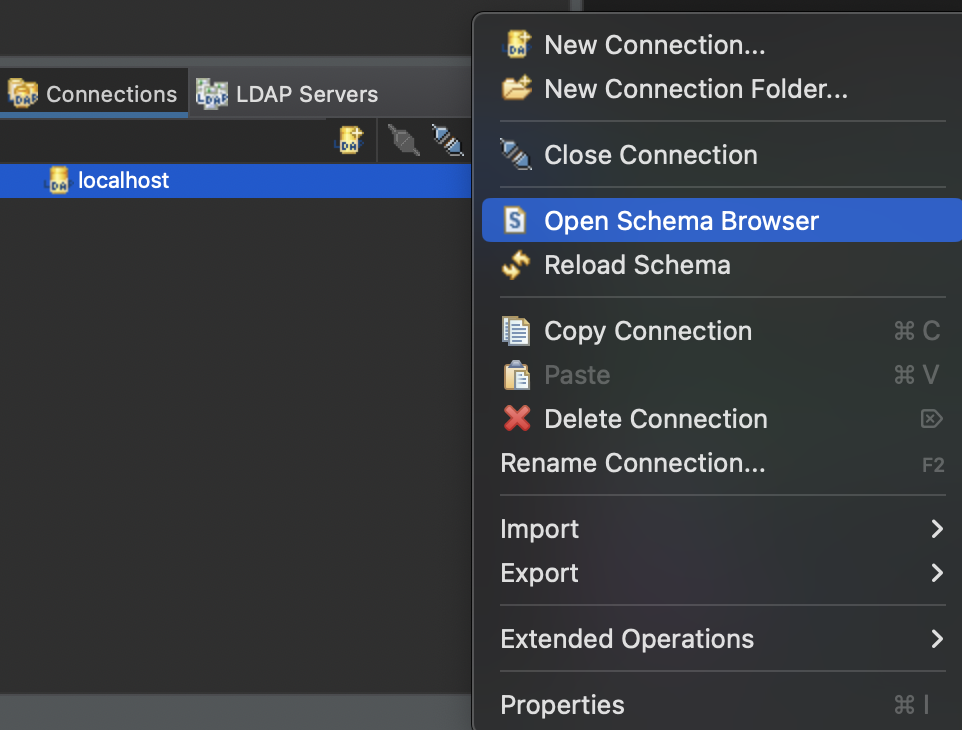 Connections
LDAP Servers
localhost
New Connection...
New Connection Folder...
Close Connection
Open Schema Browser
Reload Schema
Copy Connection ⌘ C
Paste ⌘ V
Delete Connection ⌦
Rename Connection... F2
Import
Export
Extended Operations
Properties ⌘ I